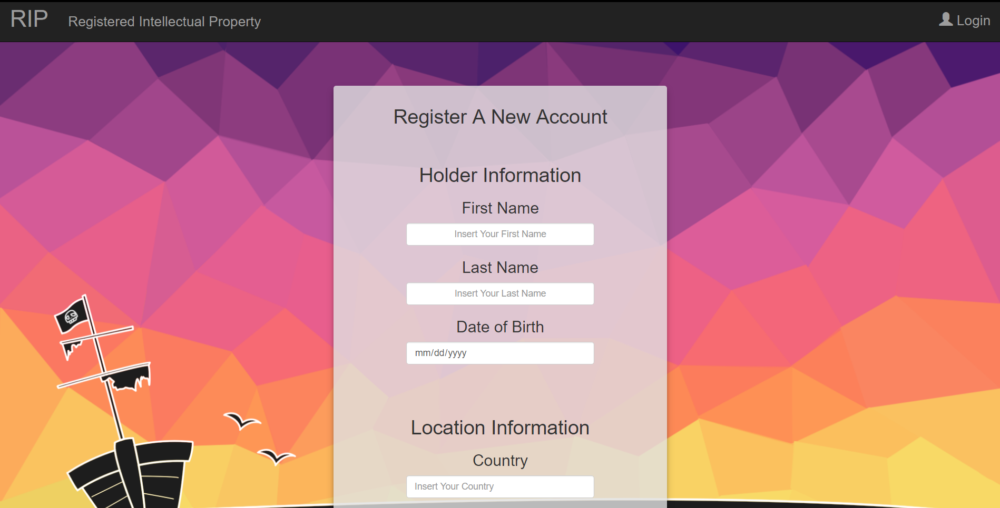 RIP Registered Intellectual Property Login
Register A New Account
Holder Information
First Name
Insert Your First Name
Last Name
Insert Your Last Name
Date of Birth
mm/dd/yyyy
Location Information
Country
Insert Your Country